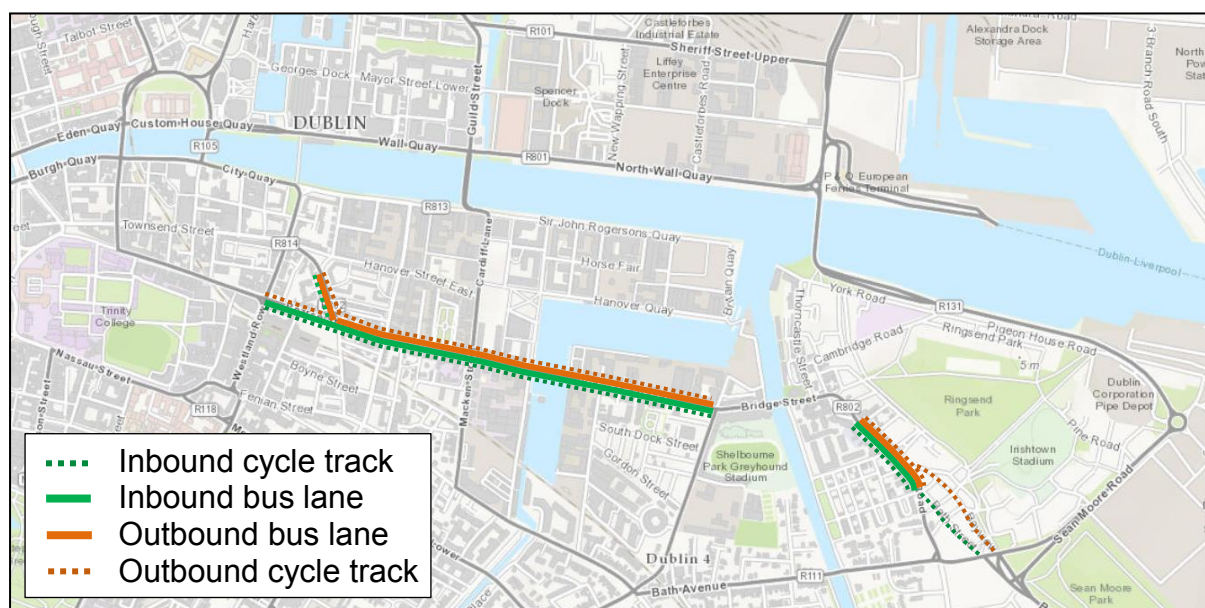 Talbot Street
Georges Dock
Mayor Street Lower
Guild Street
R101
Castleforbes
Industrial Estate
Sheriff Street Upper
Liffey
Enterprise
Centre
Spencer
Dock
New Wapping Street
Castleforbes Road
Alexandra Dock
Storage Area
3 Branch Road South
Eden Quay
Custom House Quay
DUBLIN
R105
Wall Quay
R801
North Wall Quay
P & O European
Ferries Terminal
Burgh Quay
City Quay
R813
Townsend Street
R814
Sir John Rogersons Quay
Cardiff Lane
Hanover Street East
Horse Fair
Hanover Quay
Britain Quay
Dublin-Liverpool
York Road
R131
Pigeon House Road
Ringsend Park
Thorncastle Street
Cambridge Road
5 m
Trinity
College
Westland Row
Nassau Street
Boyne Street
Fenian Street
R118
Macken St
Bridge Street
R802
Ringsend
Park
Dublin
Corporation
Pipe Depot
Pine Road
Irishtown
Stadium
South Dock Street
Gordon Street
Shelbourne
Park Greyhound
Stadium
Sean Moore Road
Dublin 4
Bath Avenue
R111
Sean Moore
Park
Inbound cycle track
Inbound bus lane
Outbound bus lane
Outbound cycle track